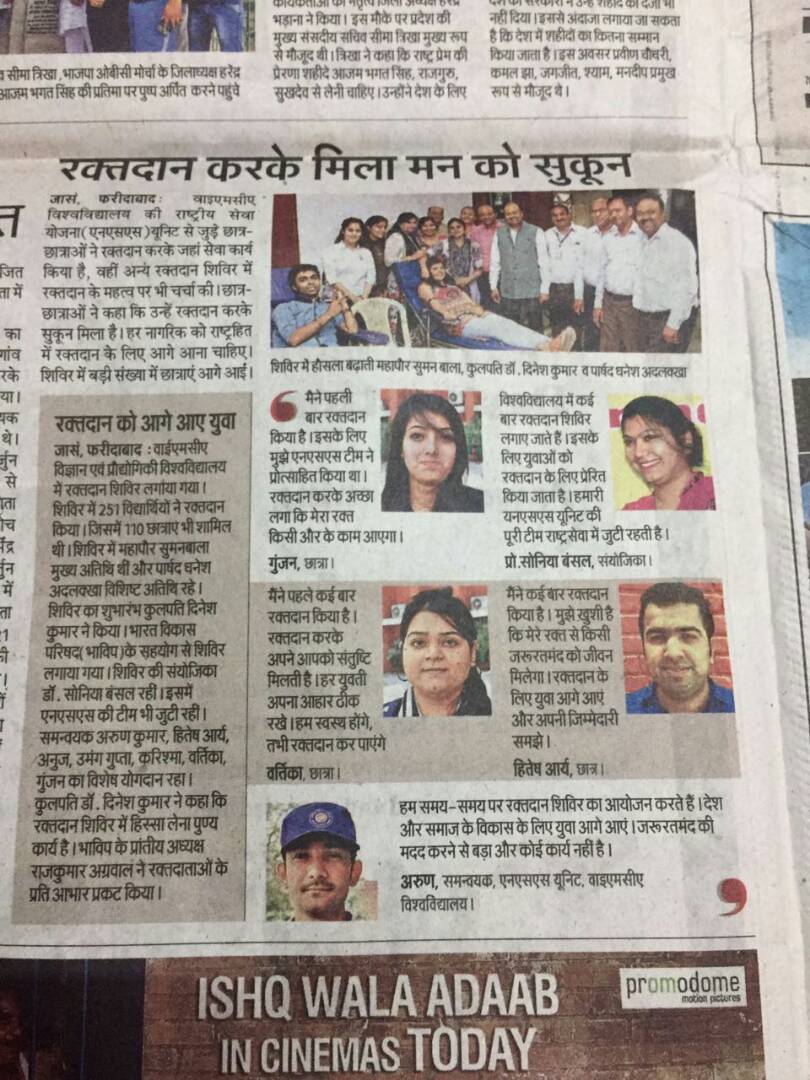 कार्यकर्ताओं का नेतृत्व जिला अध्यक्ष हरेंद्र
भड़ाना ने किया। इस मौके पर प्रदेश की
मुख्य संसदीय सचिव सीमा त्रिखा मुख्य रूप
से मौजूद थी। त्रिखा ने कहा कि राष्ट्र प्रेम की
प्रेरणा शहीदे आजम भगत सिंह, राजगुरु,
सुखदेव से लेनी चाहिए। उन्होंने देश के लिए
देश की सरकारों ने उन्हें शहीद का दर्जा भी
नहीं दिया। इससे अंदाजा लगाया जा सकता
है कि देश में शहीदों का कितना सम्मान
किया जाता है। इस अवसर प्रवीण चौधरी,
कमल झा, जगजीत, श्याम, मनदीप प्रमुख
रूप से मौजूद थे।
व सीमा त्रिखा, भाजपा ओबीसी मोर्चा के जिलाध्यक्ष हरेंद्र
आजम भगत सिंह की प्रतिमा पर पुष्प अर्पित करने पहुंचे
रक्तदान करके मिला मन को सुकून
जासं, फरीदाबाद: वाइएमसीए
विश्वविद्यालय की राष्ट्रीय सेवा
योजना(एनएसएस)यूनिट से जुड़े छात्र-
छात्राओं ने रक्तदान करके जहां सेवा कार्य
किया है, वहीं अन्य रक्तदान शिविर में
रक्तदान के महत्व पर भी चर्चा की। छात्र-
छात्राओं ने कहा कि उन्हें रक्तदान करके
सुकून मिला है। हर नागरिक को राष्ट्रहित
में रक्तदान के लिए आगे आना चाहिए।
शिविर में बड़ी संख्या में छात्राएं आगे आई।
शिविर में हौसला बढ़ाती महापौर सुमन बाला, कुलपति डॉ. दिनेश कुमार व पार्षद धनेश अदलक्खा
रक्तदान को आगे आए युवा
जासं, फरीदाबाद : वाईएमसीए
विज्ञान एवं प्रौद्योगिकी विश्वविद्यालय
में रक्तदान शिविर लगाया गया।
शिविर में 251 विद्यार्थियों ने रक्तदान
किया। जिसमें 110 छात्राएं भी शामिल
थी। शिविर में महापौर सुमनबाला
मुख्य अतिथि थी और पार्षद धनेश
अदलखा विशिष्ट अतिथि रहे।
शिविर का शुभारंभ कुलपति दिनेश
कुमार ने किया। भारत विकास
परिषद(भाविप)के सहयोग से शिविर
लगाया गया। शिविर की संयोजिका
डॉ. सोनिया बंसल रही। इसमें
एनएसएस की टीम भी जुटी रही।
समन्वयक अरुण कुमार, हितेष आर्य,
अनुज, उमंग गुप्ता, करिश्मा, वर्तिका,
गुंजन का विशेष योगदान रहा।
कुलपति डॉ. दिनेश कुमार ने कहा कि
रक्तदान शिविर में हिस्सा लेना पुण्य
कार्य है। भाविप के प्रांतीय अध्यक्ष
राजकुमार अग्रवाल ने रक्तदाताओं के
प्रति आभार प्रकट किया।
मैने पहली
बार रक्तदान
किया है। इसके लिए
मुझे एनएसएस टीम ने
प्रोत्साहित किया था।
रक्तदान करके अच्छा
लगा कि मेरा रक्त
किसी और के काम आएगा।
गुंजन, छात्रा।
विश्वविद्यालय में कई
बार रक्तदान शिविर
लगाए जाते हैं। इसके
लिए युवाओं को
रक्तदान के लिए प्रेरित
किया जाता है। हमारी
एनएसएस यूनिट की
पूरी टीम राष्ट्रसेवा में जुटी रहती है।
प्रो.सोनिया बंसल, संयोजिका।
मैंने पहले कई बार
रक्तदान किया है।
रक्तदान करके
अपने आपको संतुष्टि
मिलती है। हर युवती
अपना आहार ठीक
रखे। हम स्वस्थ होंगे,
तभी रक्तदान कर पाएंगे
वर्तिका, छात्रा।
मैंने कई बार रक्तदान
किया है। मुझे खुशी है
कि मेरे रक्त से किसी
जरूरतमंद को जीवन
मिलेगा। रक्तदान के
लिए युवा आगे आएं
और अपनी जिम्मेदारी
समझे।
हितेष आर्य, छात्र।
हम समय-समय पर रक्तदान शिविर का आयोजन करते हैं। देश
और समाज के विकास के लिए युवा आगे आएं। जरूरतमंद की
मदद करने से बड़ा और कोई कार्य नहीं है।
अरुण, समन्वयक, एनएसएस यूनिट, वाइएमसीए
विश्वविद्यालय।
ISHQ WALA ADAAB
IN CINEMAS TODAY
promodome
motion pictures